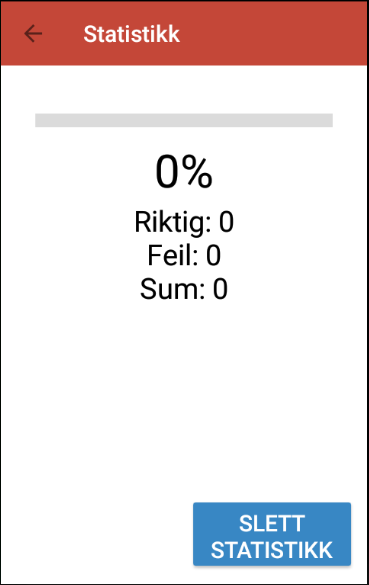 Statistikk
0%
Riktig: 0
Feil: 0
Sum: 0
SLETT
STATISTIKK